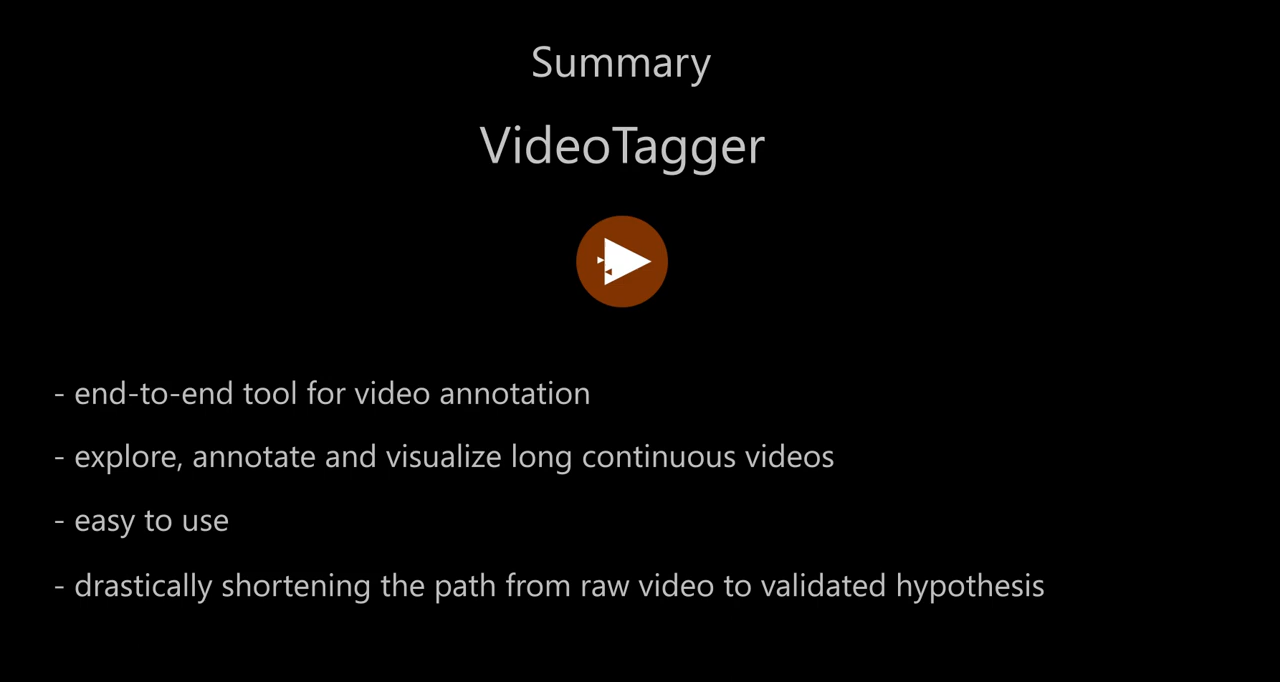 Summary
VideoTagger
- end-to-end tool for video annotation
- explore, annotate and visualize long continuous videos
- easy to use
- drastically shortening the path from raw video to validated hypothesis